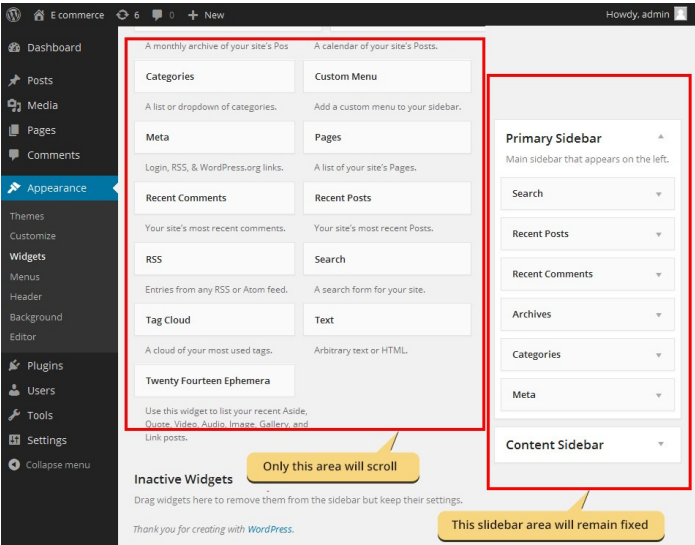 E commerce 6 0 + New Howdy, admin
Dashboard
Posts
Media
Pages
Comments
Appearance
Themes
Customize
Widgets
Menus
Header
Background
Editor
Plugins
Users
Tools
Settings
Collapse menu
A monthly archive of your site's Pos
A calendar of your site's Posts.
Categories
Custom Menu
A list or dropdown of categories.
Add a custom menu to your sidebar.
Meta
Pages
Login, RSS, & WordPress.org links.
A list of your site's Pages.
Recent Comments
Recent Posts
Your site's most recent comments.
Your site's most recent Posts.
RSS
Search
Entries from any RSS or Atom feed.
A search form for your site.
Tag Cloud
Text
A cloud of your most used tags.
Arbitrary text or HTML.
Twenty Fourteen Ephemera
Use this widget to list your recent Aside,
Quote, Video, Audio, Image, Gallery, and
Link posts.
Only this area will scroll
Inactive Widgets
Drag widgets here to remove them from the sidebar but keep their settings.
Thank you for creating with WordPress.
Primary Sidebar
Main sidebar that appears on the left.
Search
Recent Posts
Recent Comments
Archives
Categories
Meta
Content Sidebar
This slidebar area will remain fixed